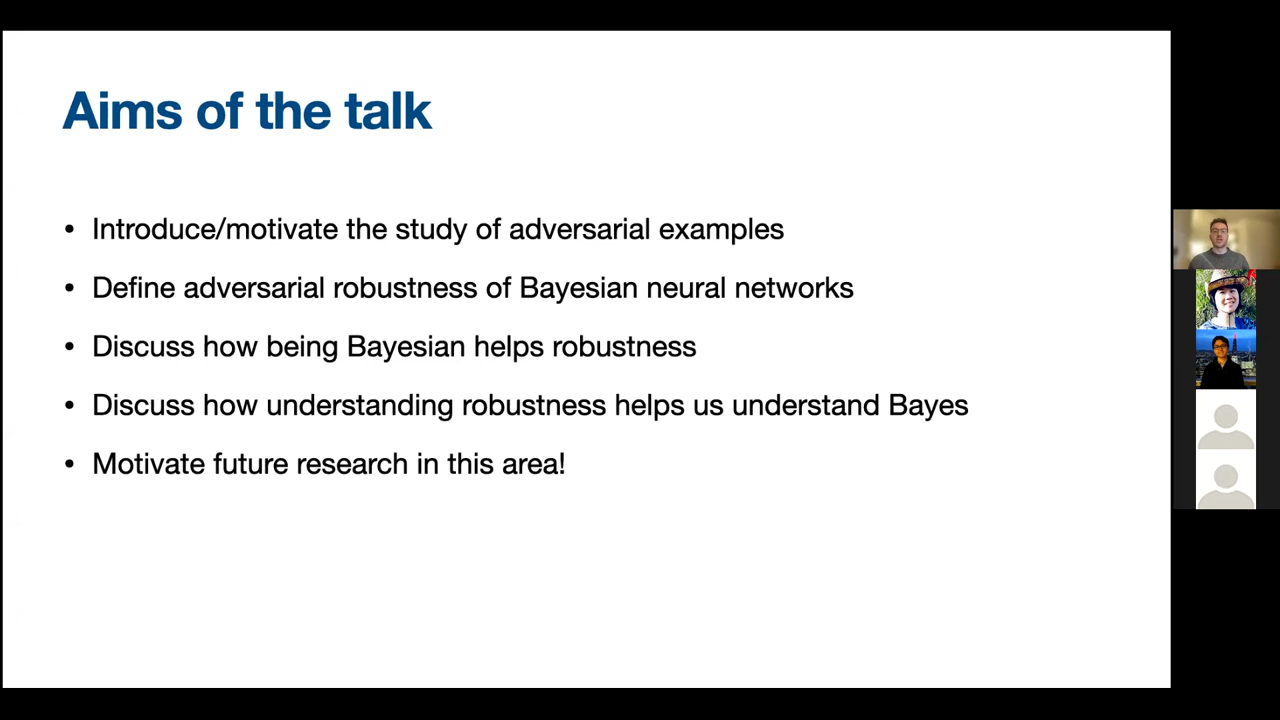 Aims of the talk
• Introduce/motivate the study of adversarial examples
• Define adversarial robustness of Bayesian neural networks
• Discuss how being Bayesian helps robustness
• Discuss how understanding robustness helps us understand Bayes
• Motivate future research in this area!